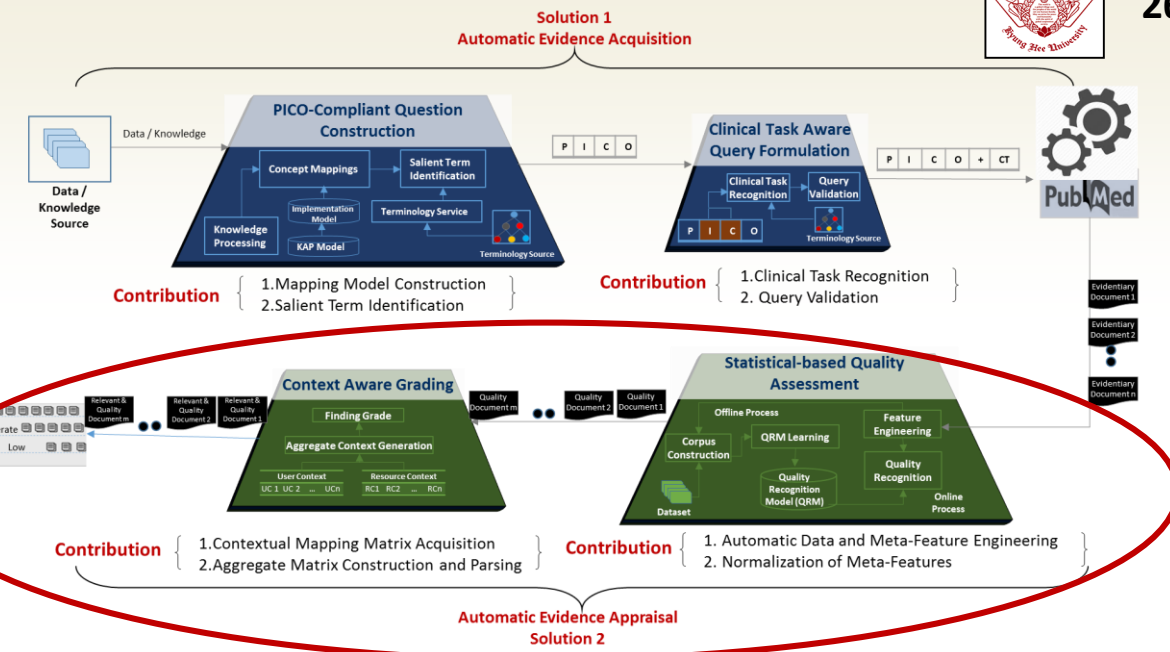 Solution 1
Automatic Evidence Acquisition
Kyung Hee University
PICO-Compliant Question
Construction
Data / Knowledge
Data /
Knowledge
Source
Concept Mappings
Salient Term
Identification
Implementation
Model
Terminology Service
Knowledge
Processing
KAP Model
Terminology Source
P I C O
Clinical Task Aware
Query Formulation
Clinical Task
Recognition
Query
Validation
P I C O
Terminology Source
P I C O + CT
PubMed
Contribution
1.Mapping Model Construction
2.Salient Term Identification
Contribution
1.Clinical Task Recognition
2. Query Validation
Evidentiary
Document 1
Evidentiary
Document 2
Evidentiary
Document n
Statistical-based Quality
Assessment
Offline Process
Feature
Engineering
Corpus
Construction
QRM Learning
Quality
Recognition
Quality
Recognition
Model (QRM)
Dataset
Online
Process
Quality
Document 1
Quality
Document 2
Quality
Document m
Context Aware Grading
Finding Grade
Aggregate Context Generation
User Context
UC 1 UC 2 ... UCn
Resource Context
RC1 RC2 ... RCn
Relevant &
Quality
Document 1
Relevant &
Quality
Document 2
Relevant &
Quality
Document m
Low
Contribution
1.Contextual Mapping Matrix Acquisition
2.Aggregate Matrix Construction and Parsing
Contribution
1. Automatic Data and Meta-Feature Engineering
2. Normalization of Meta-Features
Automatic Evidence Appraisal
Solution 2